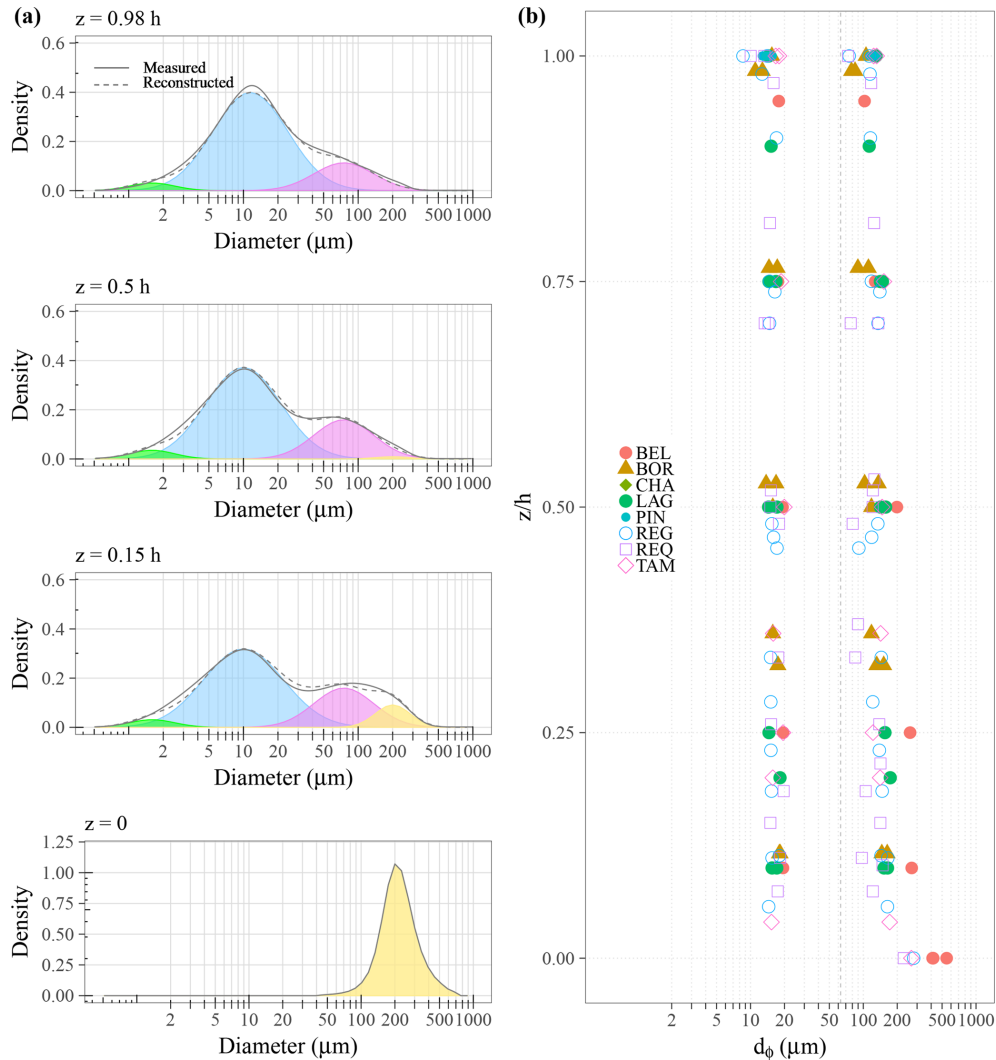 (a)
z = 0.98 h
0.6
0.4
0.2
0.0
Density
Measured
Reconstructed
2 5 10 20 50 100 200 500 1000
Diameter (μm)
z = 0.5 h
0.6
0.4
0.2
0.0
Density
2 5 10 20 50 100 200 500 1000
Diameter (μm)
z = 0.15 h
0.6
0.4
0.2
0.0
Density
2 5 10 20 50 100 200 500 1000
Diameter (μm)
z = 0
1.25
1.00
0.75
0.50
0.25
0.00
Density
2 5 10 20 50 100 200 500 1000
Diameter (μm)
(b)
1.00
0.75
0.50
0.25
0.00
z/h
BEL
BOR
CHA
LAG
PIN
REG
REQ
TAM
2 5 10 20 50 100 200 500 1000
dϕ (μm)